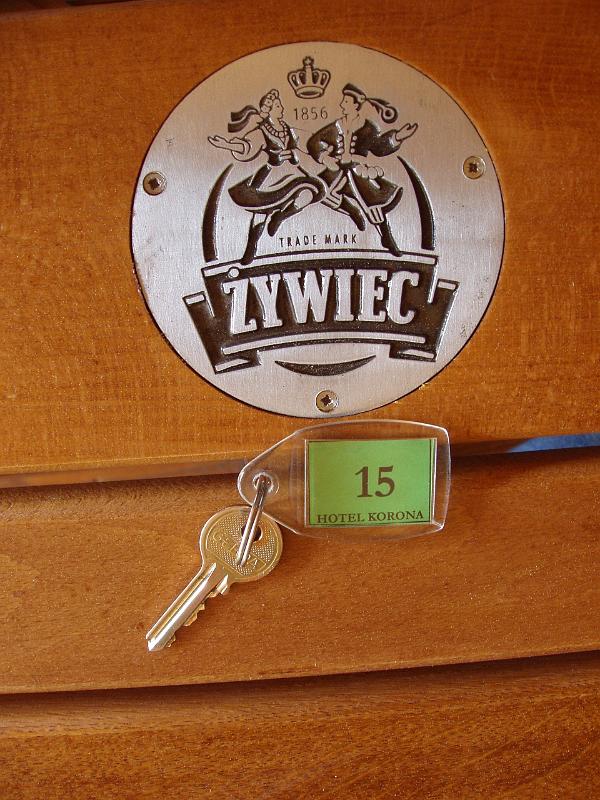 1856
TRADE MARK
ŻYWIEC
15
HOTEL KORONA